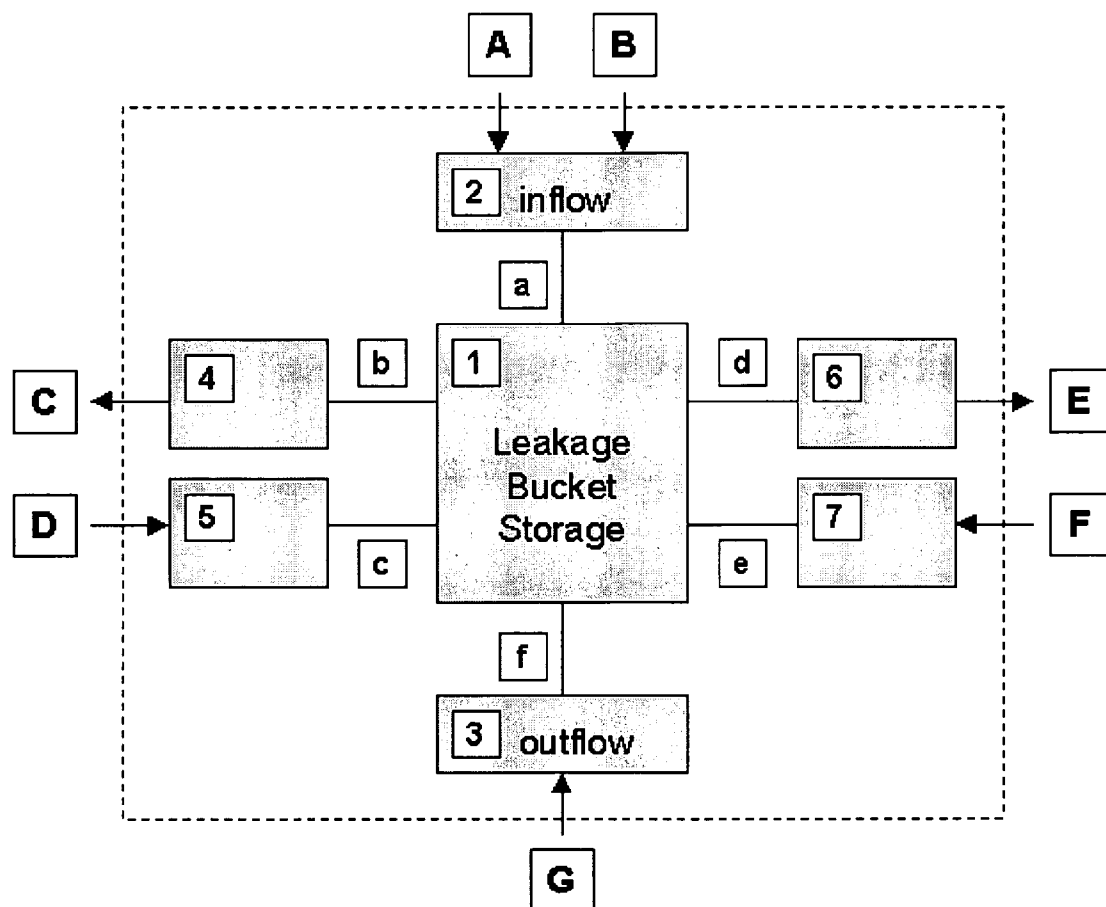 A B
2 inflow
a
4 b 1 d 6
C E
Leakage
Bucket
Storage
5 7
D F
c e
f
3 outflow
G